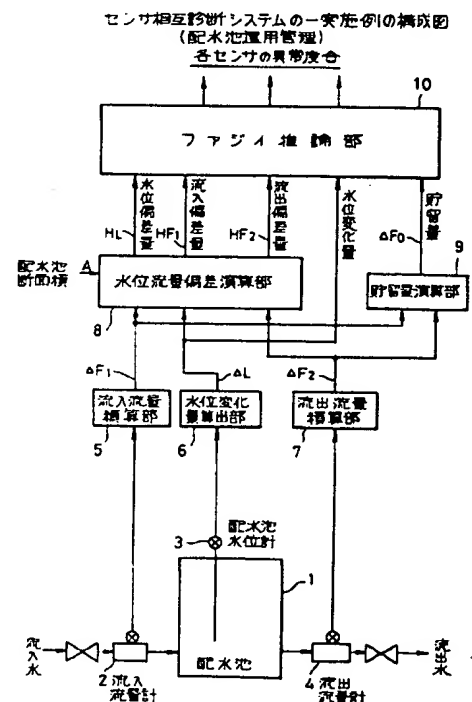 センサ相互診断システムの一実施例の構成図
(配水池運用管理)
各センサの異常度合
10
ファジイ推論部
水位偏差量
流入偏差量
流出偏差量
水位変化量
貯留量
HL
HF1
HF2
ΔF0
9
配水池断面積
A
水位流量偏差演算部
貯留量演算部
8
ΔF1
ΔL
ΔF2
流入流量積算部
水位変化量算出部
流出流量積算部
5
6
7
3
配水池水位計
1
流入水
配水池
流出水
2 流入流量計
4 流出流量計